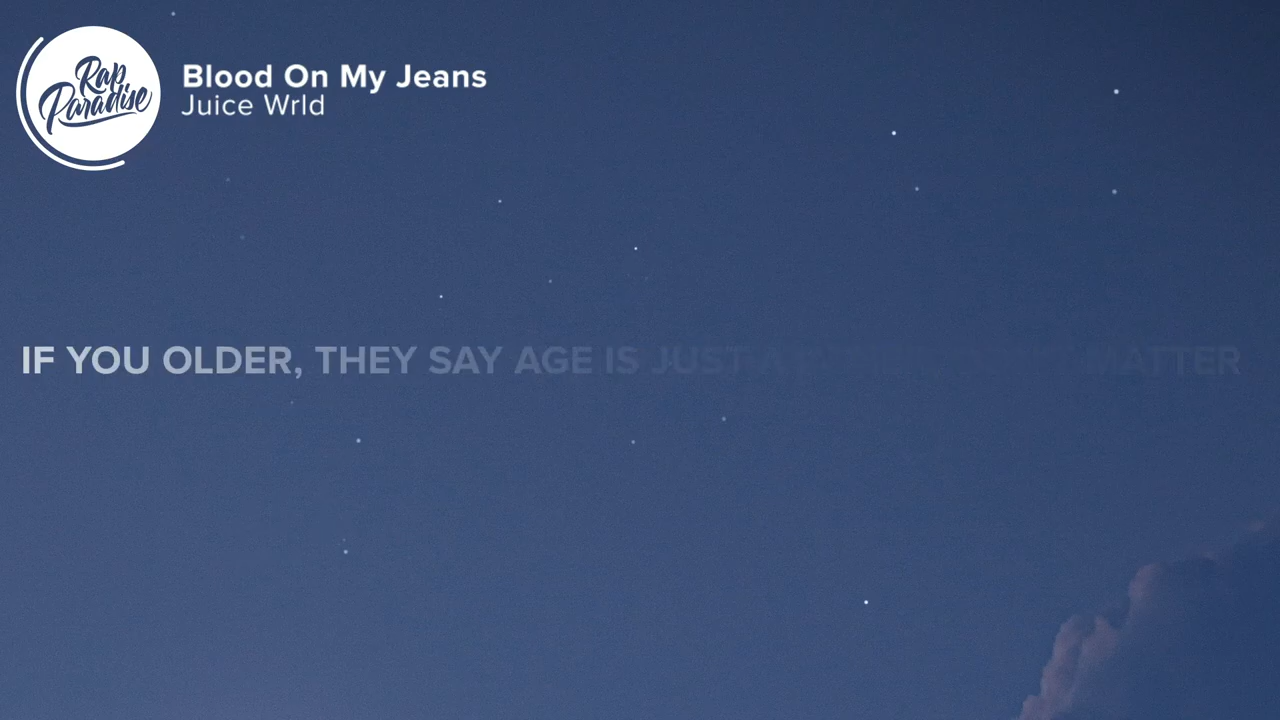 Rap
Paradise
Blood On My Jeans
Juice Wrld
IF YOU OLDER, THEY SAY AGE IS JUST A MATTER